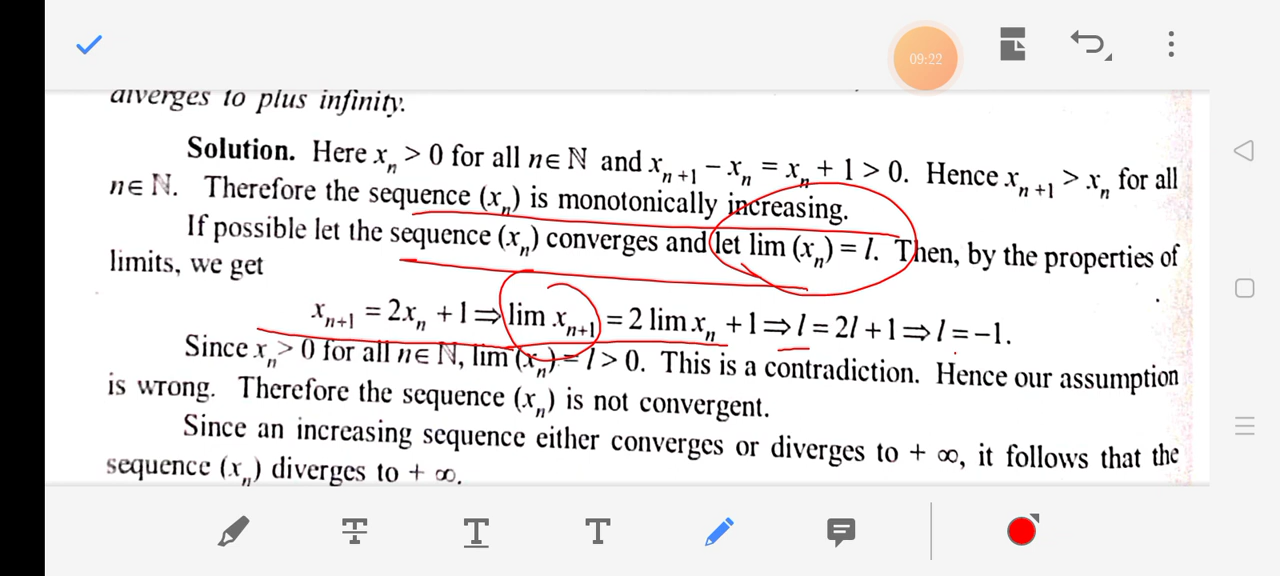 09:22
diverges to plus infinity.
Solution. Here xₙ > 0 for all n∈ ℕ and xₙ₊₁ − xₙ = xₙ + 1 > 0. Hence xₙ₊₁ > xₙ for all
n∈ ℕ. Therefore the sequence (xₙ) is monotonically increasing.
If possible let the sequence (xₙ) converges and let lim (xₙ) = l. Then, by the properties of
limits, we get
xₙ₊₁ = 2xₙ + 1 ⇒ lim xₙ₊₁ = 2 lim xₙ + 1 ⇒ l = 2l + 1 ⇒ l = −1.
Since xₙ > 0 for all n∈ ℕ, lim (xₙ) = l > 0. This is a contradiction. Hence our assumption
is wrong. Therefore the sequence (xₙ) is not convergent.
Since an increasing sequence either converges or diverges to + ∞, it follows that the
sequence (xₙ) diverges to + ∞.
T T T